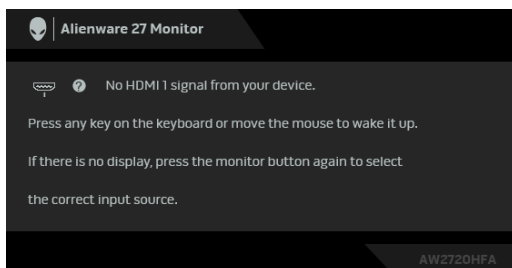 Alienware 27 Monitor
No HDMI 1 signal from your device.
Press any key on the keyboard or move the mouse to wake it up.
If there is no display, press the monitor button again to select
the correct input source.
AW2720HFA